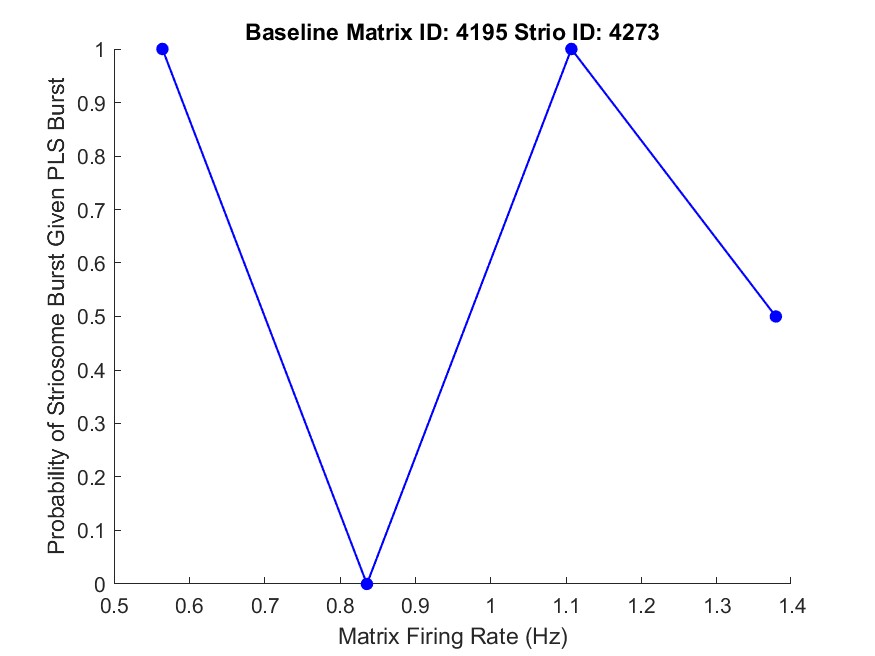 Baseline Matrix ID: 4195 Strio ID: 4273
Probability of Striosome Burst Given PLS Burst
1
0.9
0.8
0.7
0.6
0.5
0.4
0.3
0.2
0.1
0
0.5 0.6 0.7 0.8 0.9 1 1.1 1.2 1.3 1.4
Matrix Firing Rate (Hz)